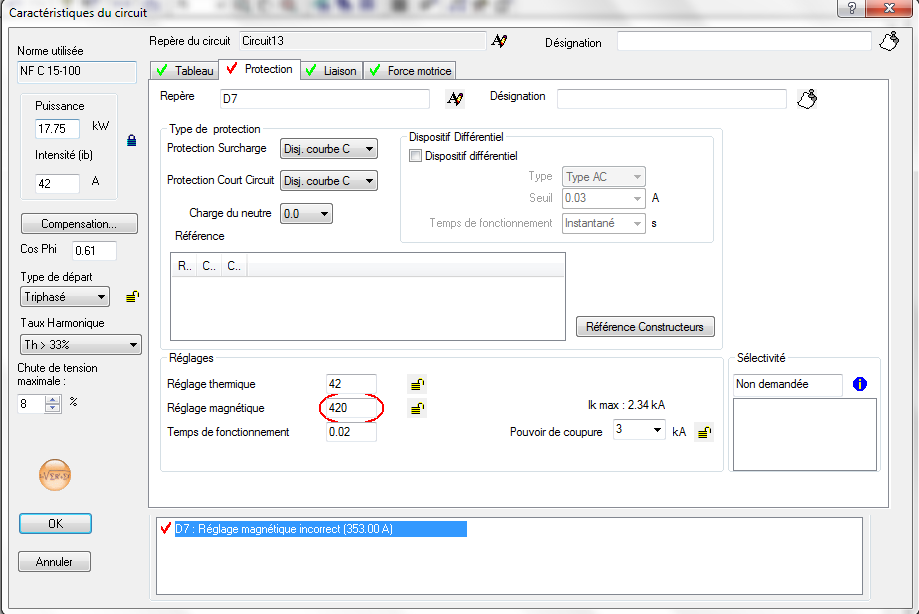 Caractéristiques du circuit
Norme utilisée
NF C 15-100
Puissance
17.75 kW
Intensité (ib)
42 A
Compensation...
Cos Phi 0.61
Type de départ
Triphasé
Taux Harmonique
Th > 33%
Chute de tension
maximale :
8 %
OK
Annuler
Repère du circuit Circuit13 Désignation
Tableau Protection Liaison Force motrice
Repère D7 Désignation
Type de protection
Protection Surcharge Disj. courbe C
Protection Court Circuit Disj. courbe C
Charge du neutre 0.0
Référence
R.. C.. C..
Dispositif Différentiel
Dispositif différentiel
Type Type AC
Seuil 0.03 A
Temps de fonctionnement Instantané s
Référence Constructeurs
Réglages
Réglage thermique 42
Réglage magnétique 420
Temps de fonctionnement 0.02
Ik max : 2.34 kA
Pouvoir de coupure 3 kA
Sélectivité
Non demandée
D7 : Réglage magnétique incorrect (353.00 A)